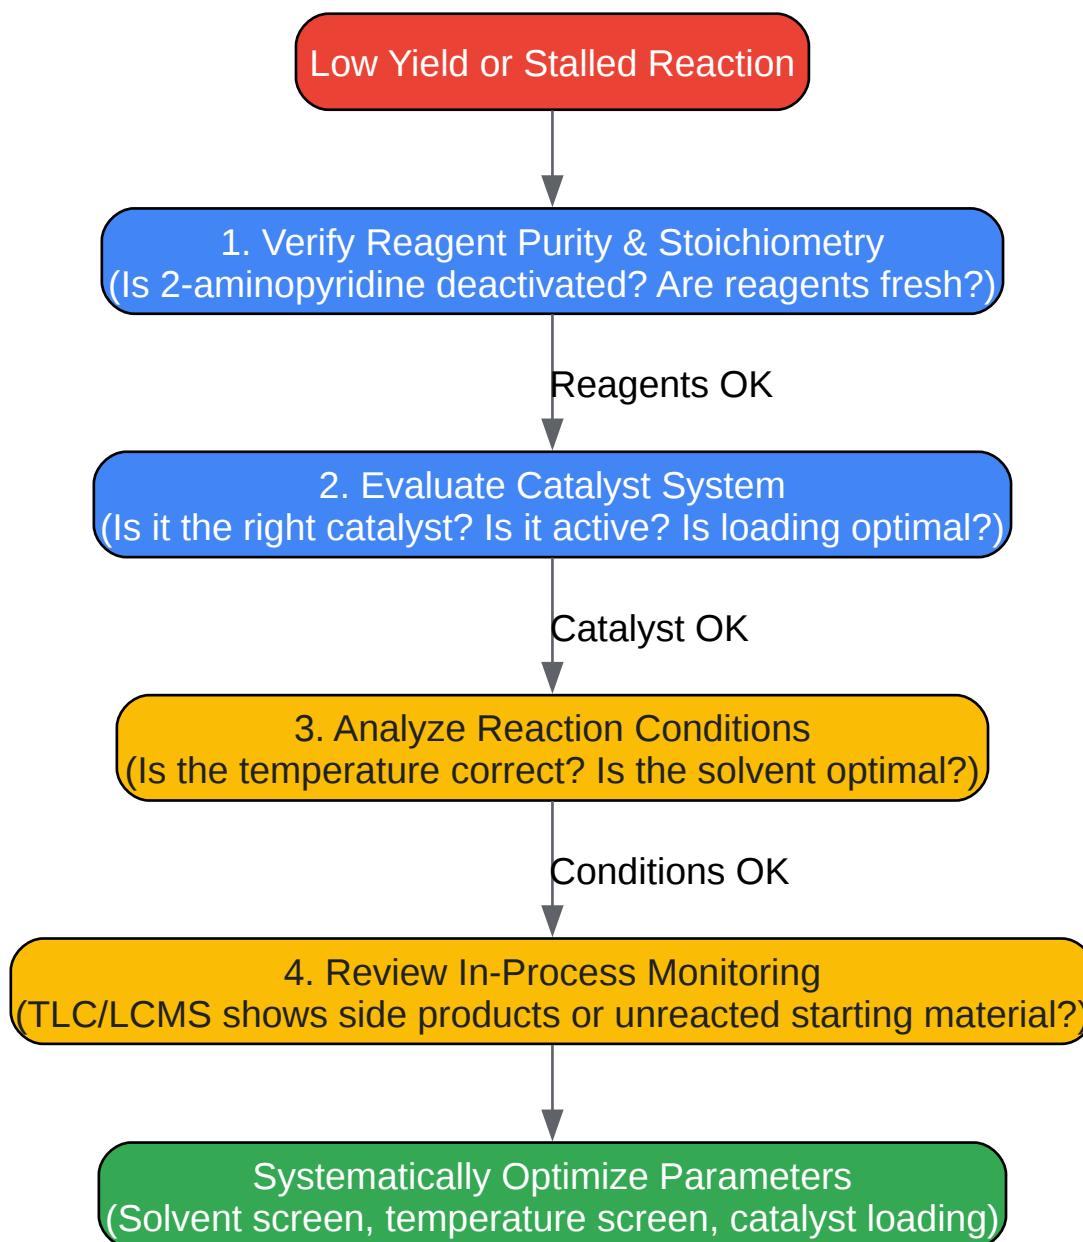 Low Yield or Stalled Reaction
1. Verify Reagent Purity & Stoichiometry
(Is 2-aminopyridine deactivated? Are reagents fresh?)
Reagents OK
2. Evaluate Catalyst System
(Is it the right catalyst? Is it active? Is loading optimal?)
Catalyst OK
3. Analyze Reaction Conditions
(Is the temperature correct? Is the solvent optimal?)
Conditions OK
4. Review In-Process Monitoring
(TLC/LCMS shows side products or unreacted starting material?)
Systematically Optimize Parameters
(Solvent screen, temperature screen, catalyst loading)